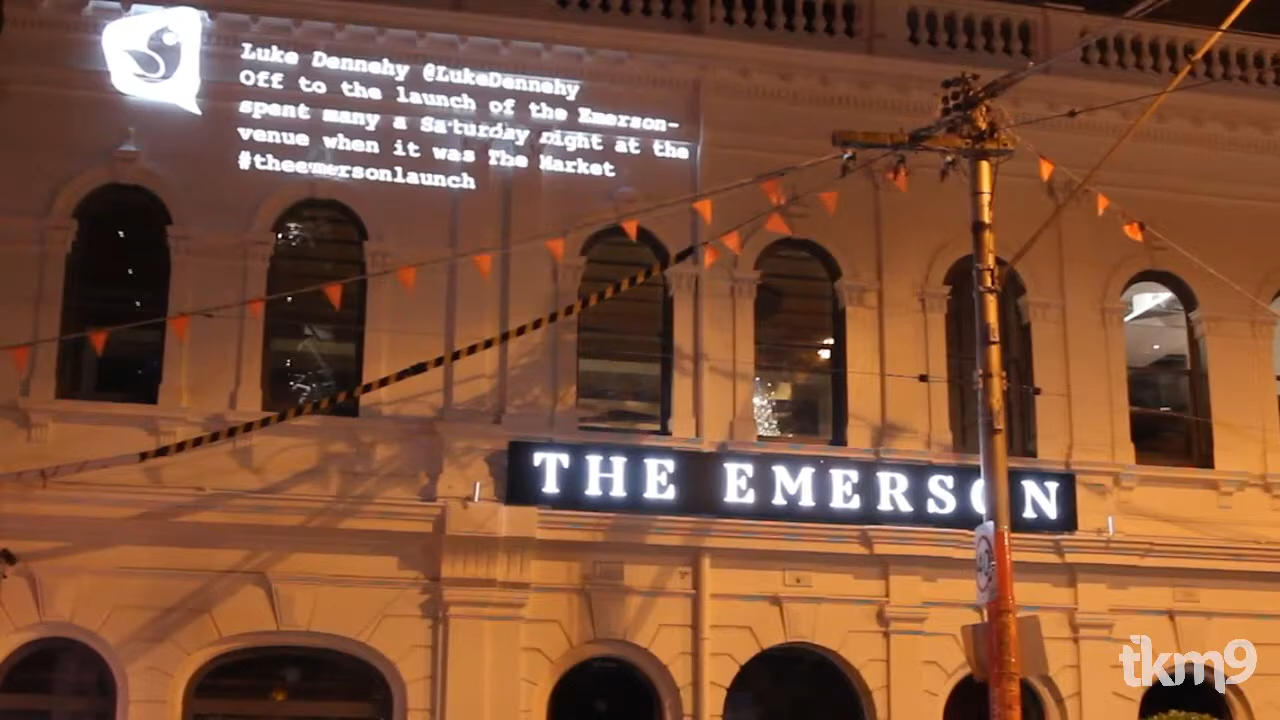 Luke Dennehy @LukeDennehy
Off to the launch of the Emerson-
spent many a Saturday night at the
venue when it was The Market
#theemersonlaunch
THE EMERSON
tkm9